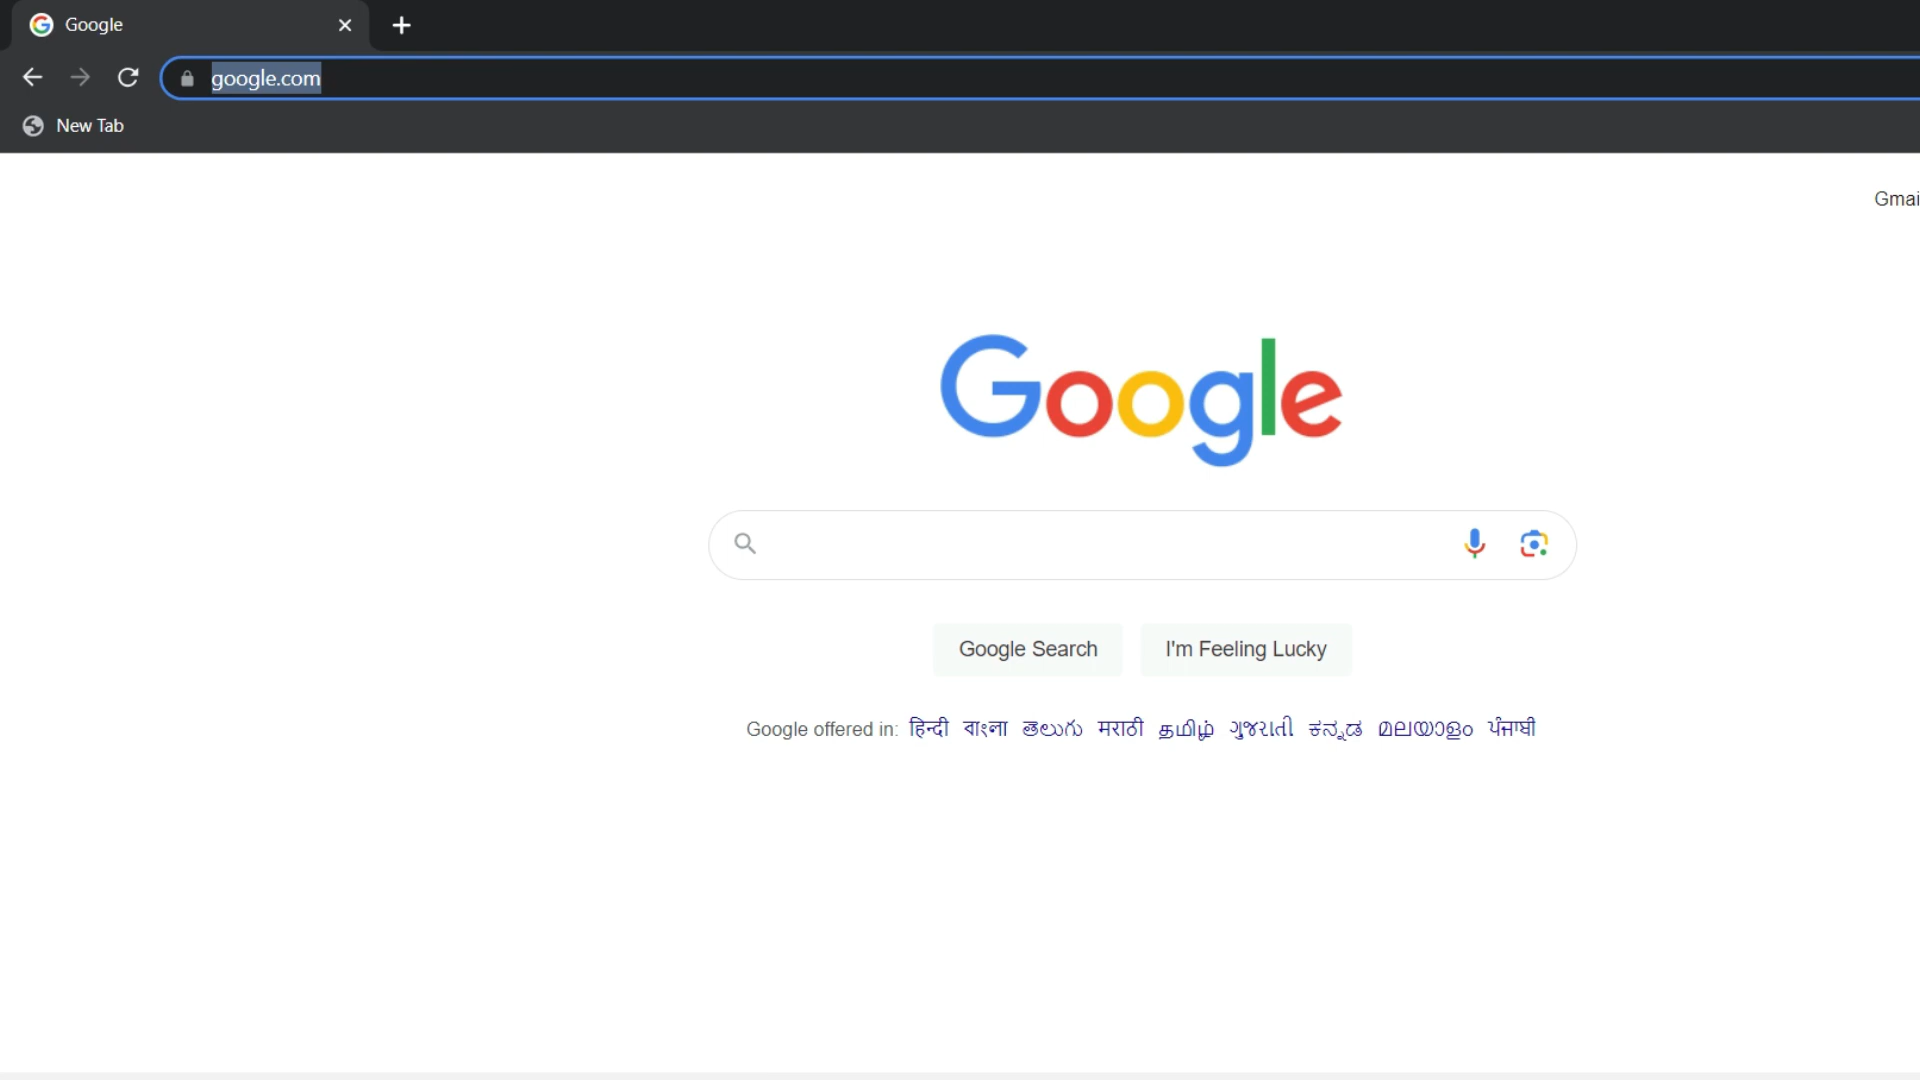 Google
google.com
New Tab
Gmai
Google
Google Search I'm Feeling Lucky
Google offered in: हिन्दी বাংলা తెలుగు मराठी தமிழ் ગુજરાતી ಕನ್ನಡ മലയാളം ਪੰਜਾਬੀ